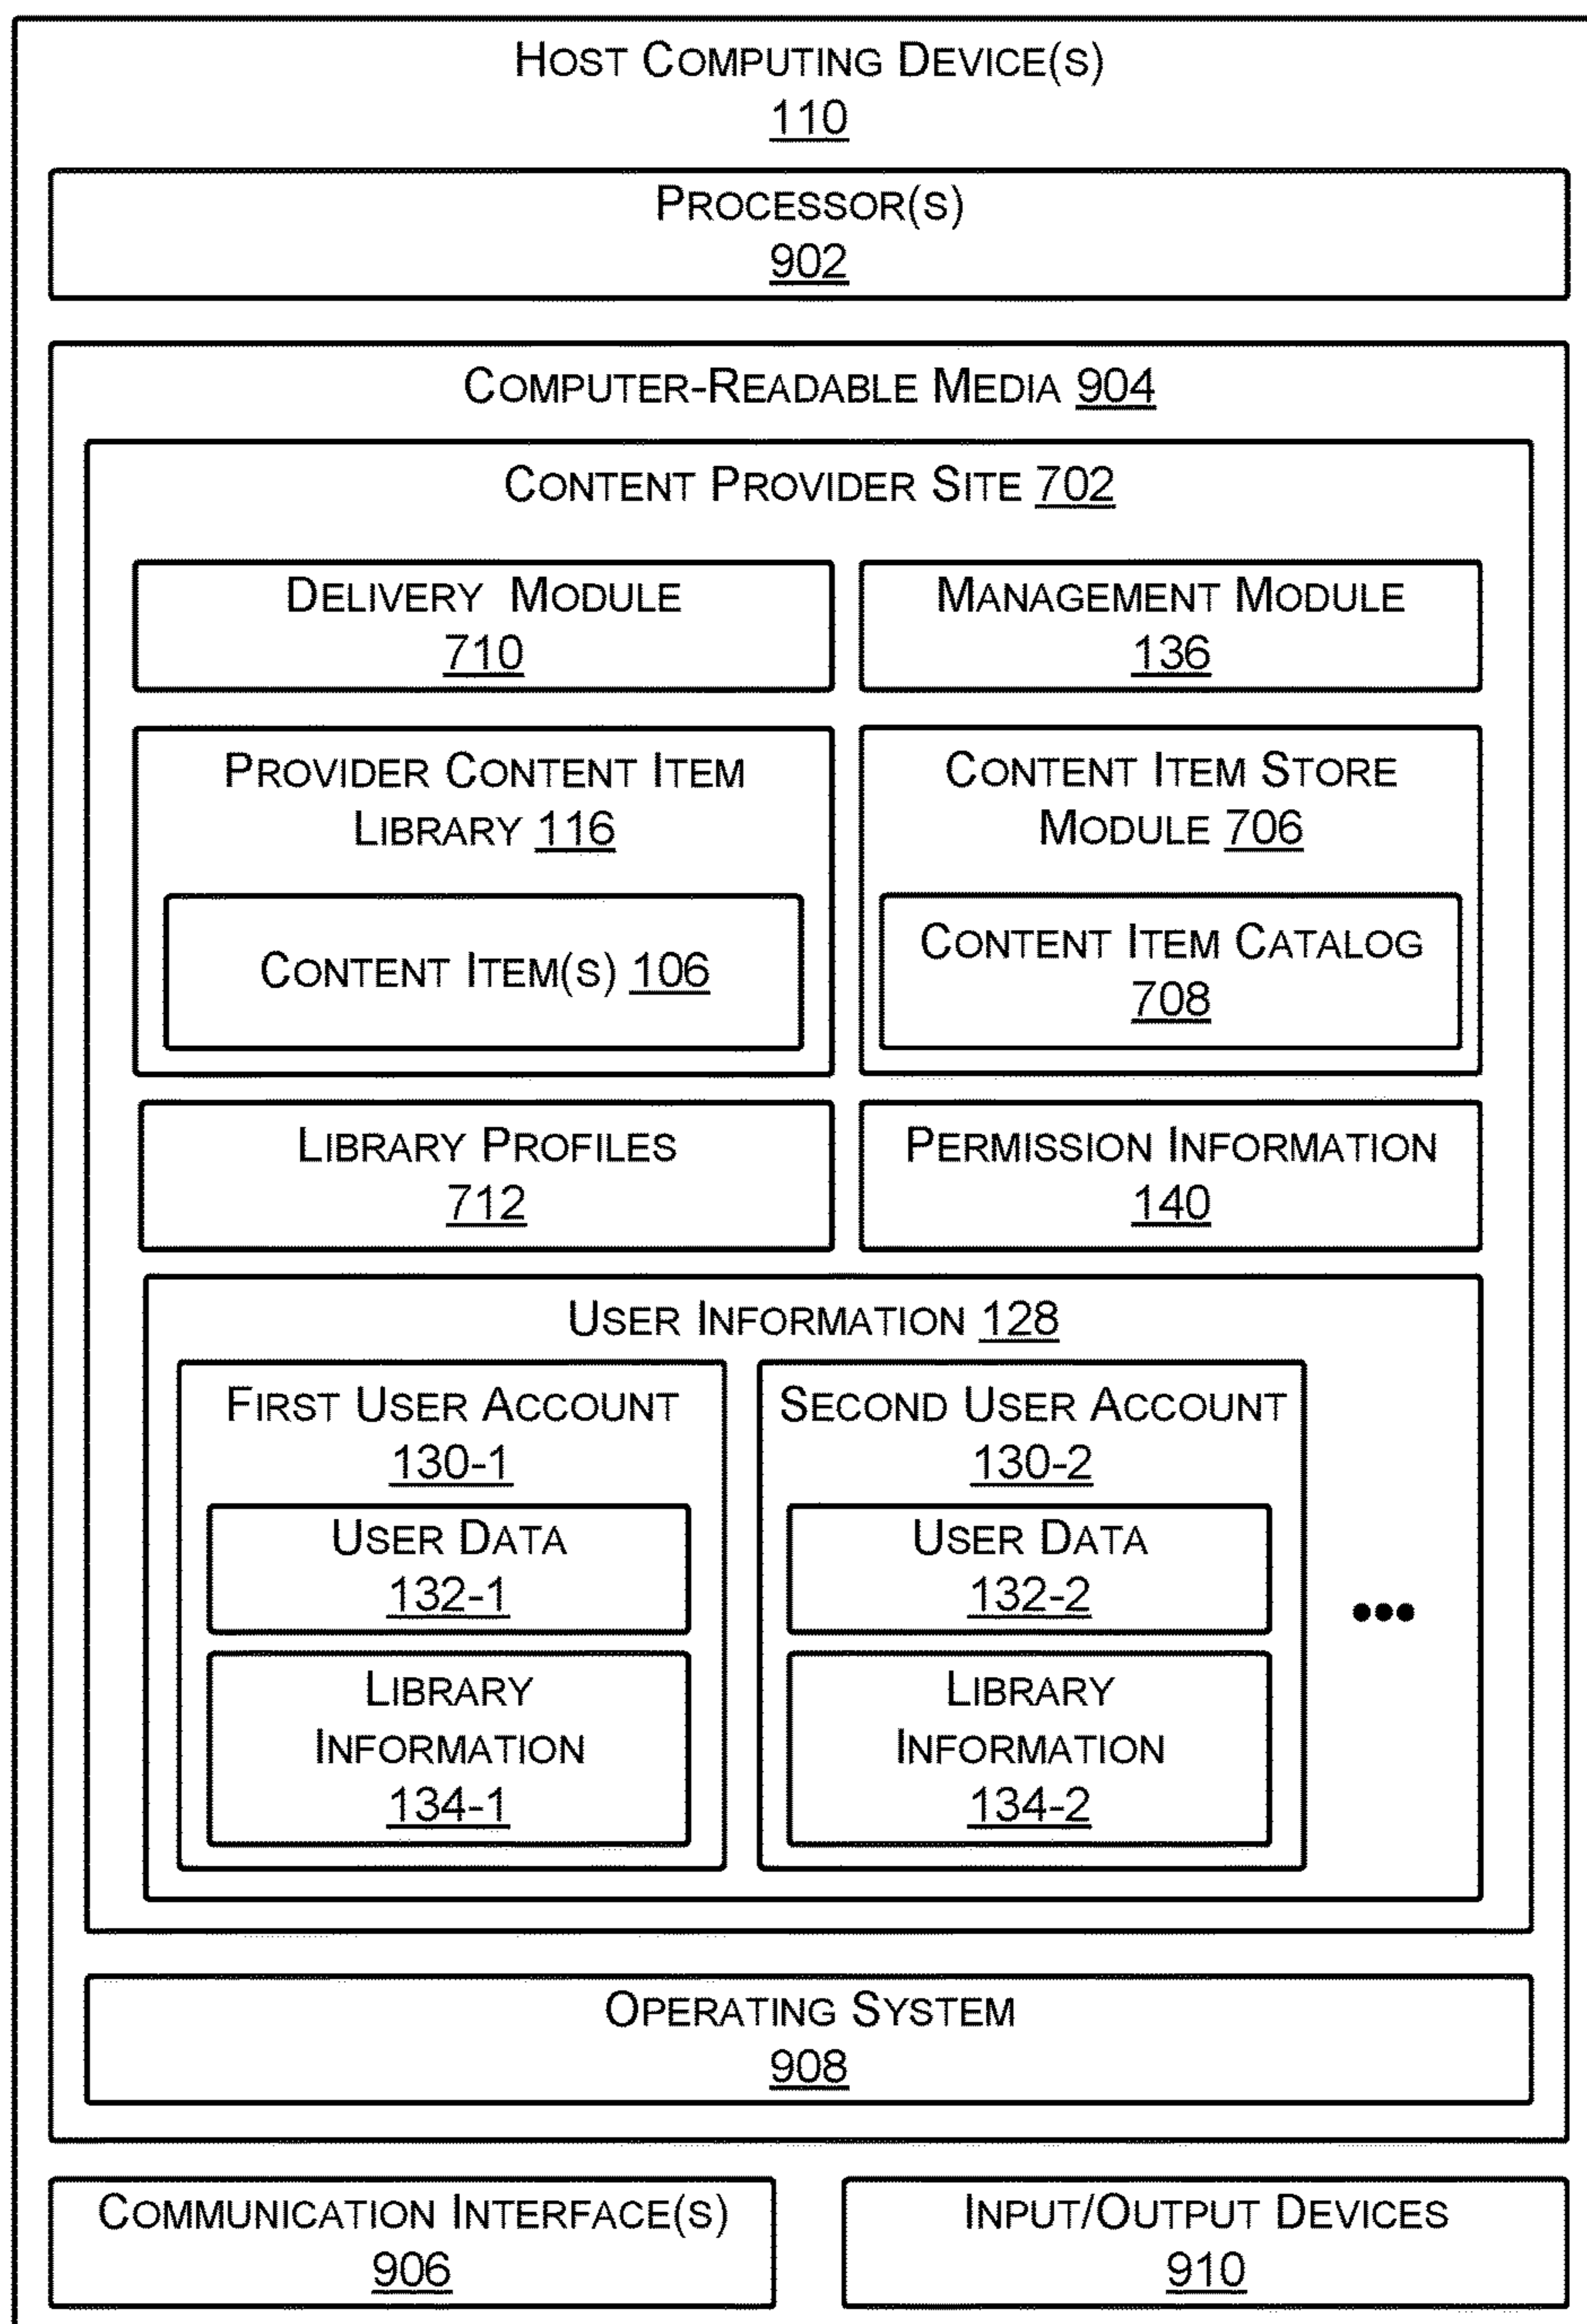 HOST COMPUTING DEVICE(S)
110
PROCESSOR(S)
902
COMPUTER-READABLE MEDIA 904
CONTENT PROVIDER SITE 702
DELIVERY MODULE
710
MANAGEMENT MODULE
136
PROVIDER CONTENT ITEM
LIBRARY 116
CONTENT ITEM(S) 106
CONTENT ITEM STORE
MODULE 706
CONTENT ITEM CATALOG
708
LIBRARY PROFILES
712
PERMISSION INFORMATION
140
USER INFORMATION 128
FIRST USER ACCOUNT
130-1
USER DATA
132-1
LIBRARY
INFORMATION
134-1
SECOND USER ACCOUNT
130-2
USER DATA
132-2
LIBRARY
INFORMATION
134-2
•••
OPERATING SYSTEM
908
COMMUNICATION INTERFACE(S)
906
INPUT/OUTPUT DEVICES
910